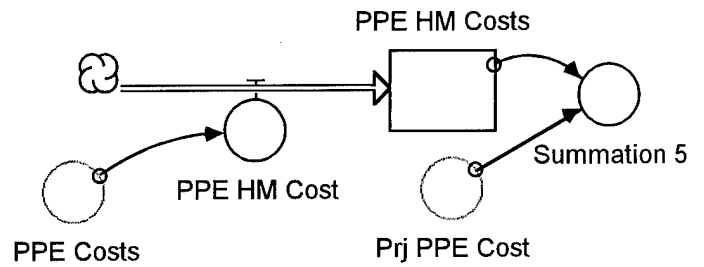 PPE HM Costs
Summation 5
PPE HM Cost
PPE Costs
Prj PPE Cost